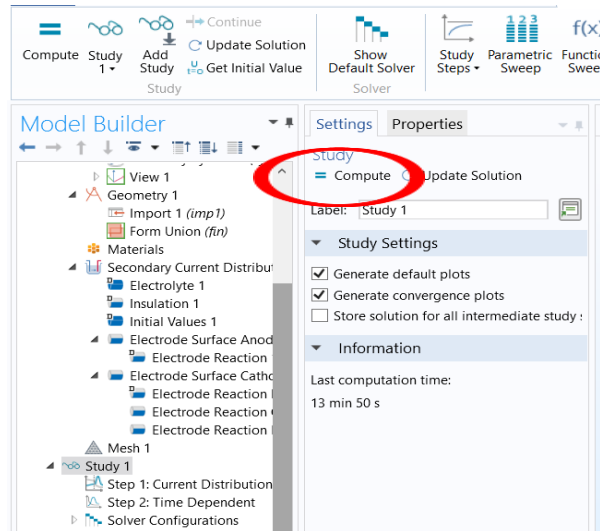 Continue
Compute Study 1 Add Study Update Solution Get Initial Value Show Default Solver Study Steps Parametric Sweep
Study Solver
Model Builder
Settings Properties
Study
Compute Update Solution
Label: Study 1
Study Settings
Generate default plots
Generate convergence plots
Store solution for all intermediate study
Information
Last computation time:
13 min 50 s
View 1
Geometry 1
Import 1 (imp1)
Form Union (fin)
Materials
Secondary Current
Electrolyte 1
Insulation 1
Initial Values 1
Electrode Surface
Electrode Reaction
Electrode Surface
Electrode Reaction
Electrode Reaction
Electrode Reaction
Mesh 1
Study 1
Step 1: Current Distribution
Step 2: Time Dependent
Solver Configurations